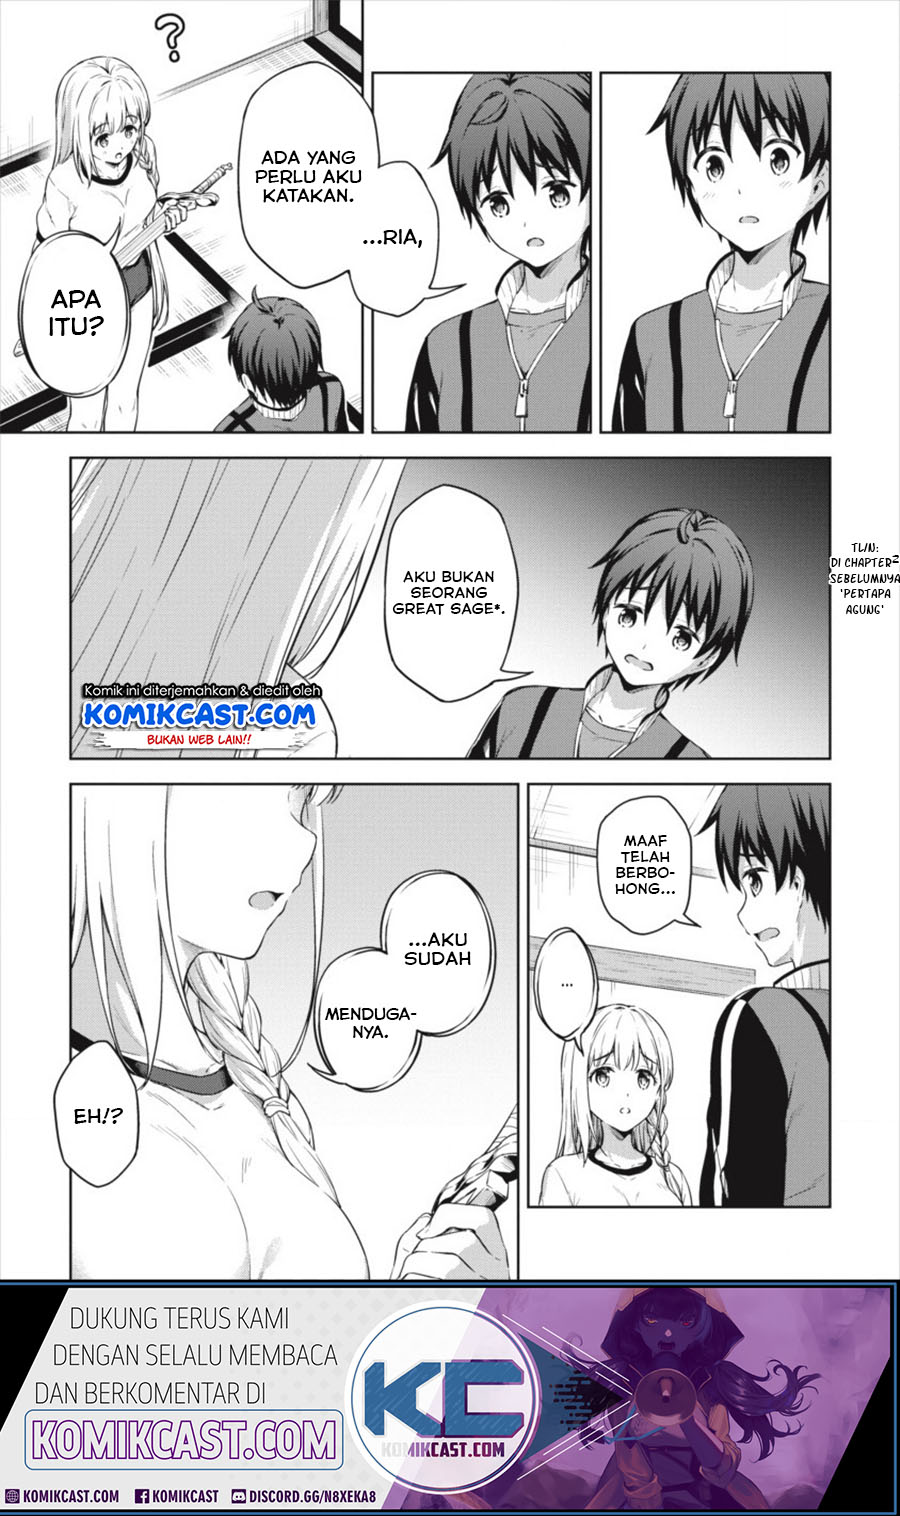 ...RIA,
ADA YANG
PERLU AKU
KATAKAN.
?
APA
ITU?
AKU BUKAN
SEORANG
GREAT SAGE*.
TL/N:
DI CHAPTER2
SEBELUMNYA
'PERTAPA
AGUNG'
Komik ini diterjemahkan & diedit oleh
KOMIKCAST.COM
BUKAN WEB LAIN!!
MAAF
TELAH
BERBO-
HONG...
...
...AKU
SUDAH
MENDUGA-
NYA.
EH!?
DUKUNG TERUS KAMI
DENGAN SELALU MEMBACA
DAN BERKOMENTAR DI
KOMIKCAST.COM
KC
KOMIKCAST.COM
KOMIKCAST.COM
KOMIKCAST
DISCORD.GG/N8XEKA8